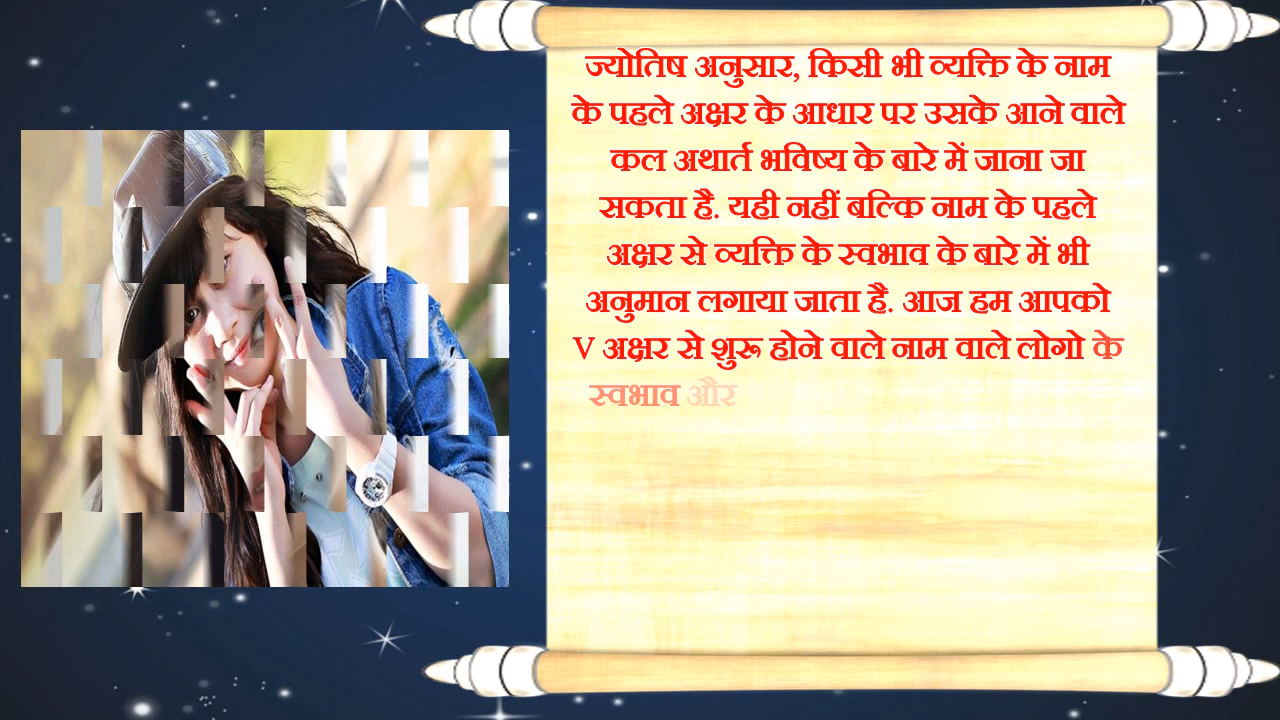 ज्योतिष अनुसार, किसी भी व्यक्ति के नाम
के पहले अक्षर के आधार पर उसके आने वाले
कल अथार्त भविष्य के बारे में जाना जा
सकता हैं. यही नहीं बल्कि नाम के पहले
अक्षर से व्यक्ति के स्वभाव के बारे में भी
अनुमान लगाया जाता हैं. आज हम आपको
V अक्षर से शुरू होने वाले नाम वाले लोगो के
स्वभाव और